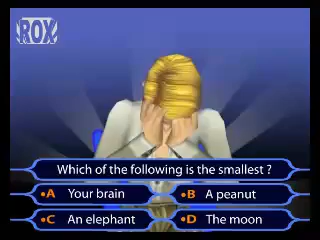 ROX
Which of the following is the smallest ?
•A Your brain
•B A peanut
•C An elephant
•D The moon